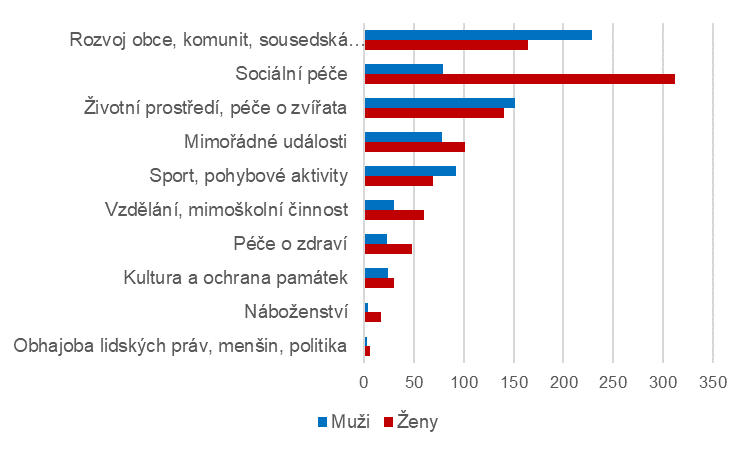 Rozvoj obce, komunit, sousedská…
Sociální péče
Životní prostředí, péče o zvířata
Mimořádné události
Sport, pohybové aktivity
Vzdělání, mimoškolní činnost
Péče o zdraví
Kultura a ochrana památek
Náboženství
Obhajoba lidských práv, menšin, politika
0 50 100 150 200 250 300 350
Muži Ženy